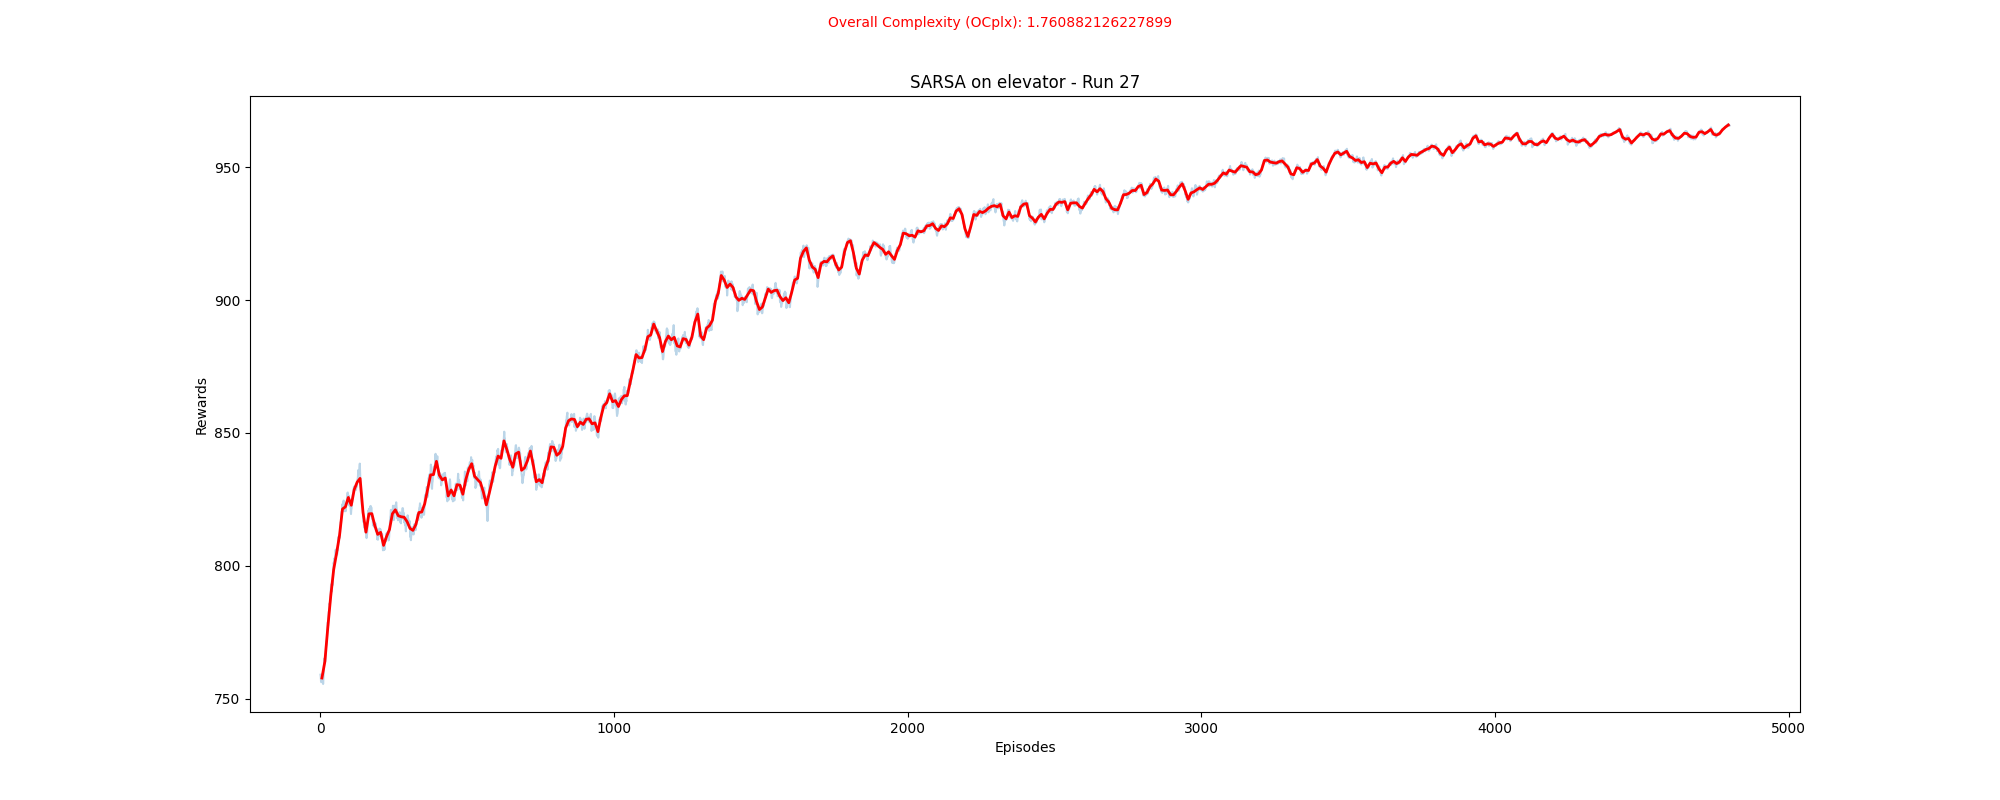 Overall Complexity (OCplx): 1.760882126227899
SARSA on elevator - Run 27
Rewards
950
900
850
800
750
0 1000 2000 3000 4000 5000
Episodes